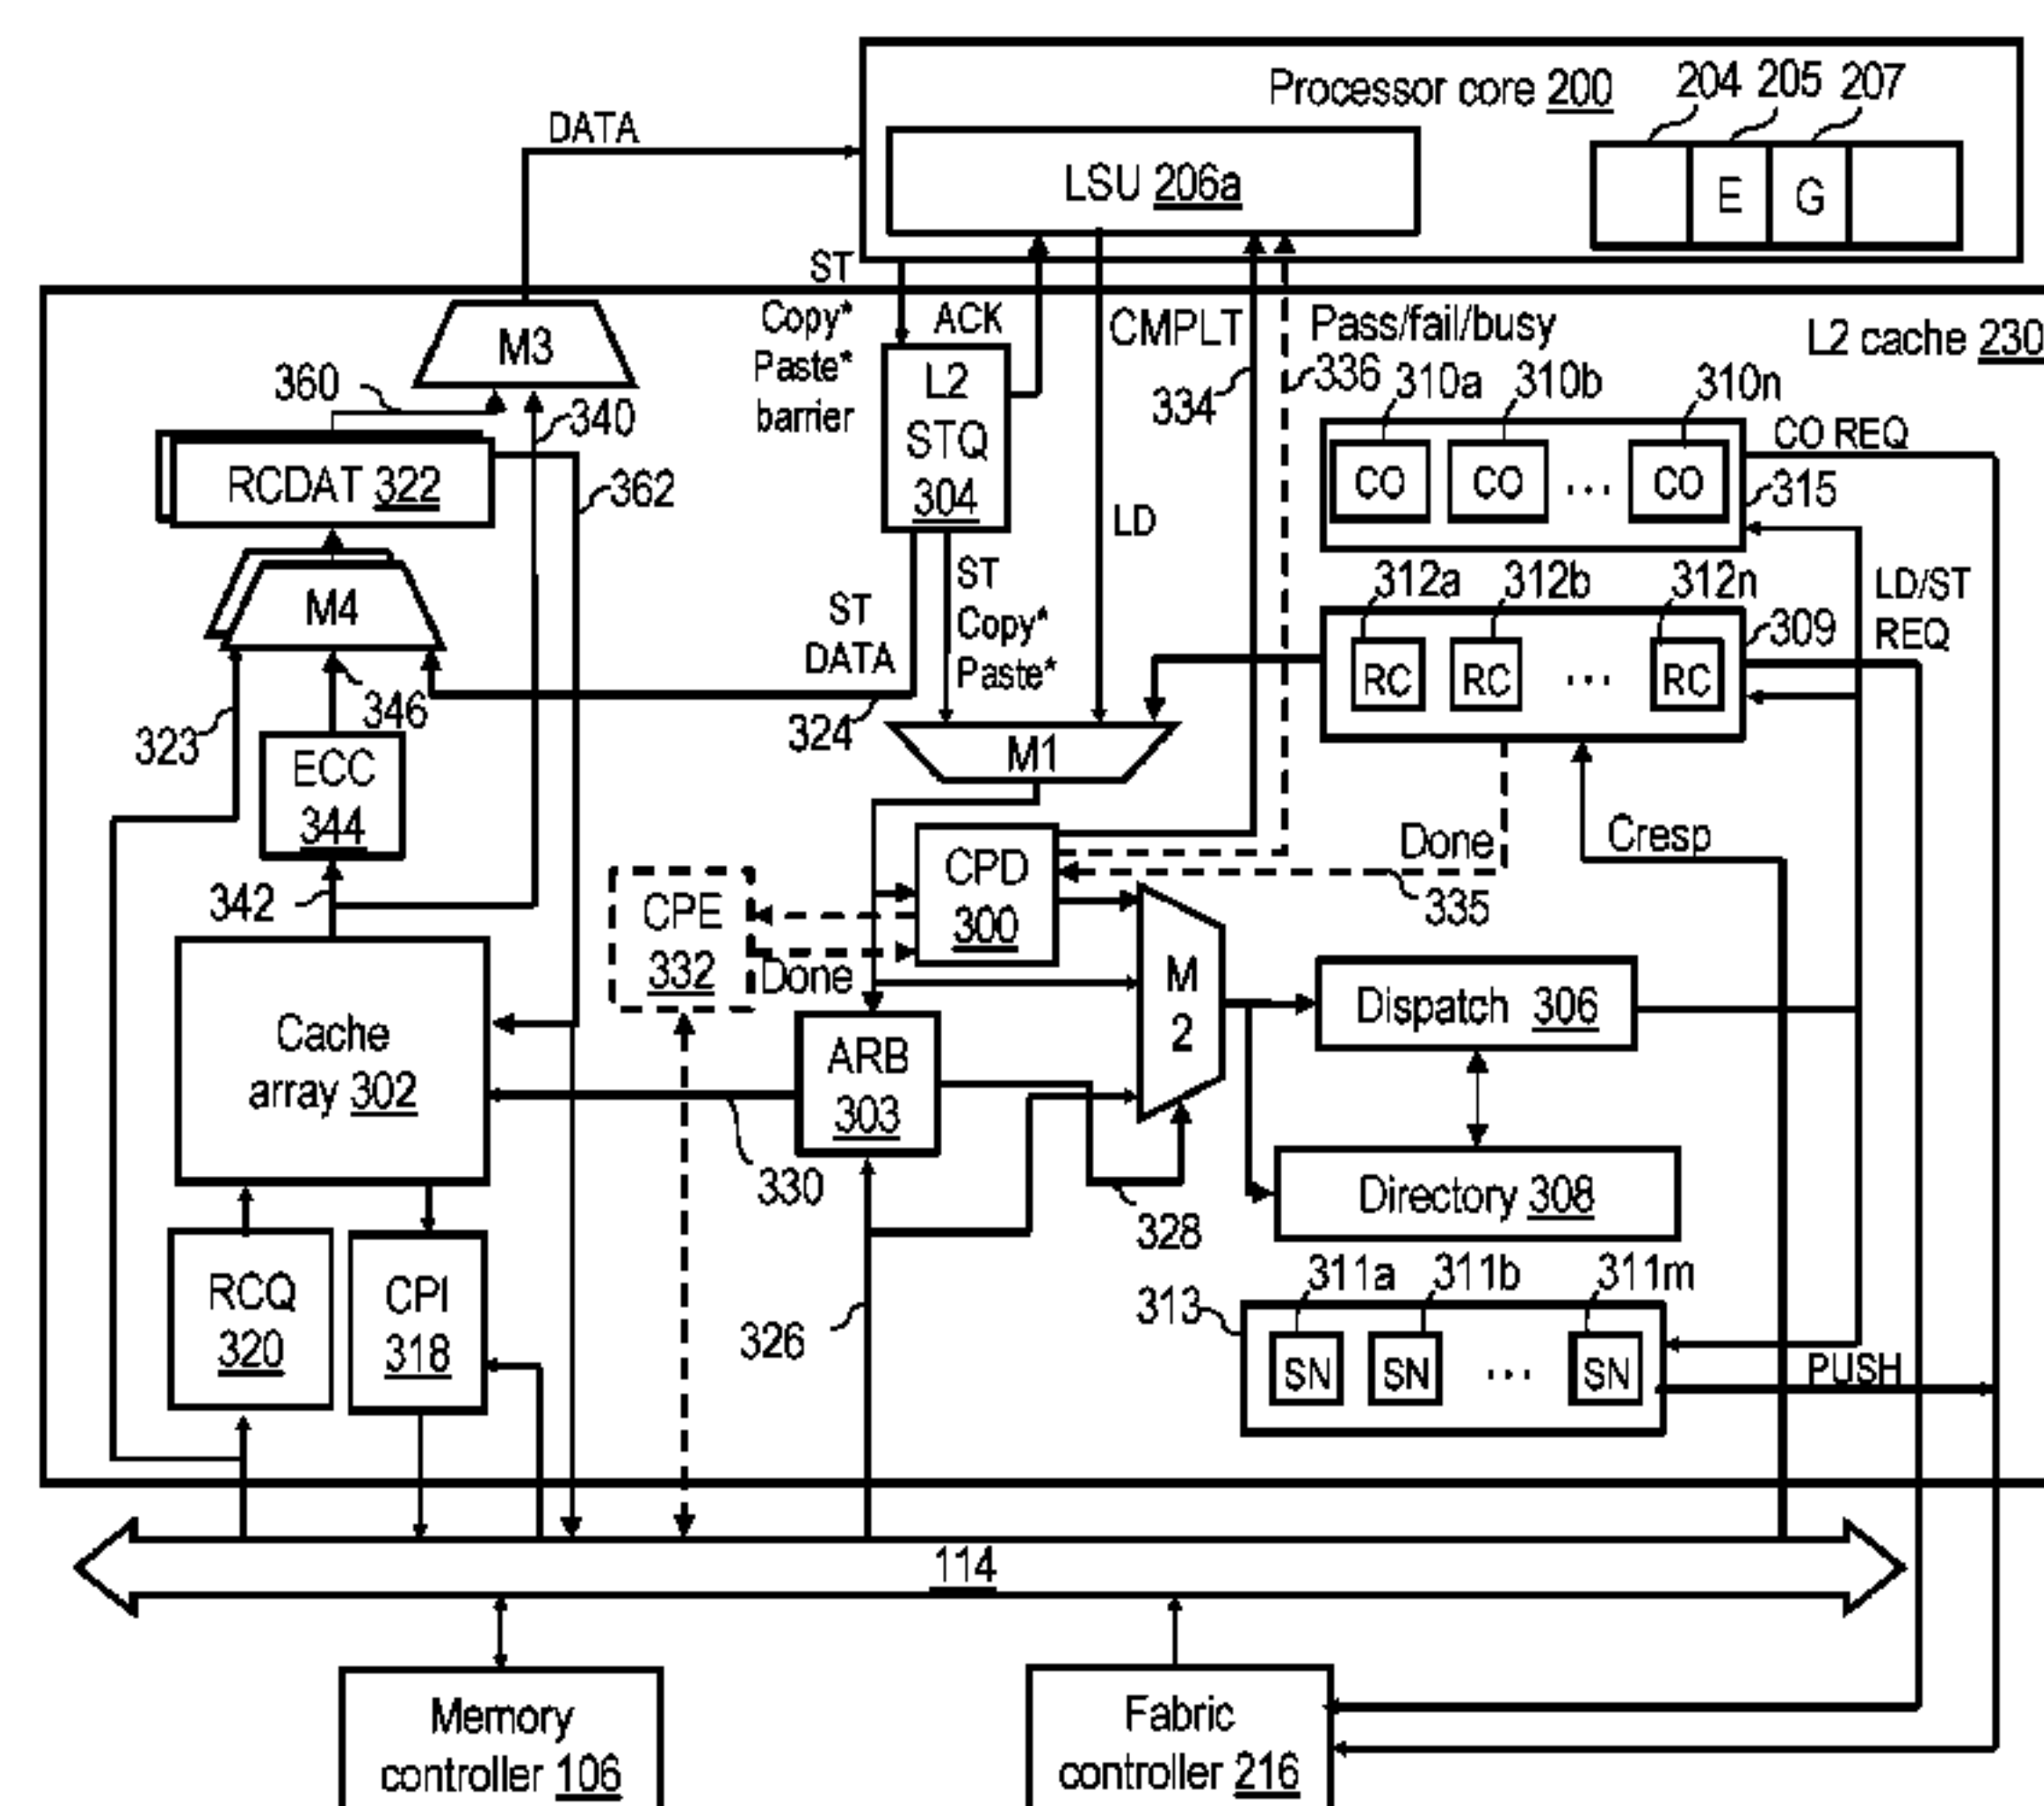 Processor core 200
204 205 207
E G
LSU 206a
DATA
ST
Copy*
Paste*
barrier
ACK
CMPLT
Pass/fail/busy
L2 cache 230
M3
360
340
L2
STQ
304
334
336
310a 310b 310n
CO CO ... CO
CO REQ
315
RCDAT 322
362
LD
M4
ST
Copy*
Paste*
ST
DATA
312a 312b 312n
RC RC ... RC
309
LD/ST
REQ
323
346
324
M1
ECC
344
342
CPE
332
Done
CPD
300
Done
335
Cresp
M
2
Dispatch 306
Cache
array 302
ARB
303
330
328
Directory 308
RCQ
320
CPI
318
326
313
311a 311b 311m
SN SN ... SN
PUSH
114
Memory
controller 106
Fabric
controller 216